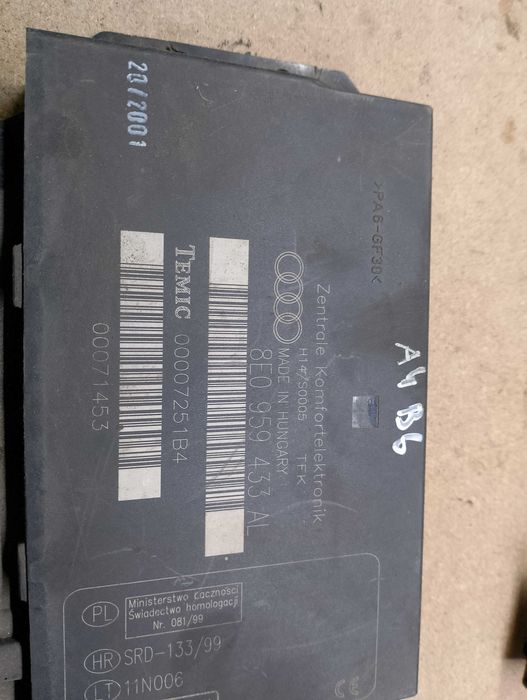 20/2001
>PA6-GF30<
A4 B6
Zentrale Komfortelektronik
H14/S0005 TFK
MADE IN HUNGARY
8E0 959 433 AL
TEMIC 00007251B4
00071453
PL
Ministerstwo Łączności
Świadectwo homologacji
Nr. 081/99
HR SRD-133/99
LT 11N006